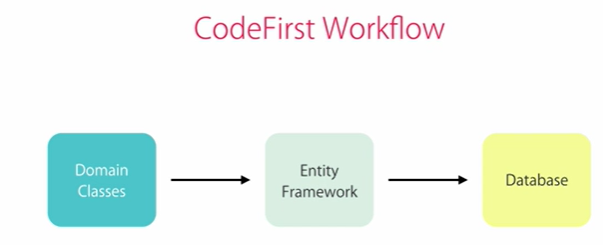 CodeFirst Workflow
Domain
Classes
Entity
Framework
Database